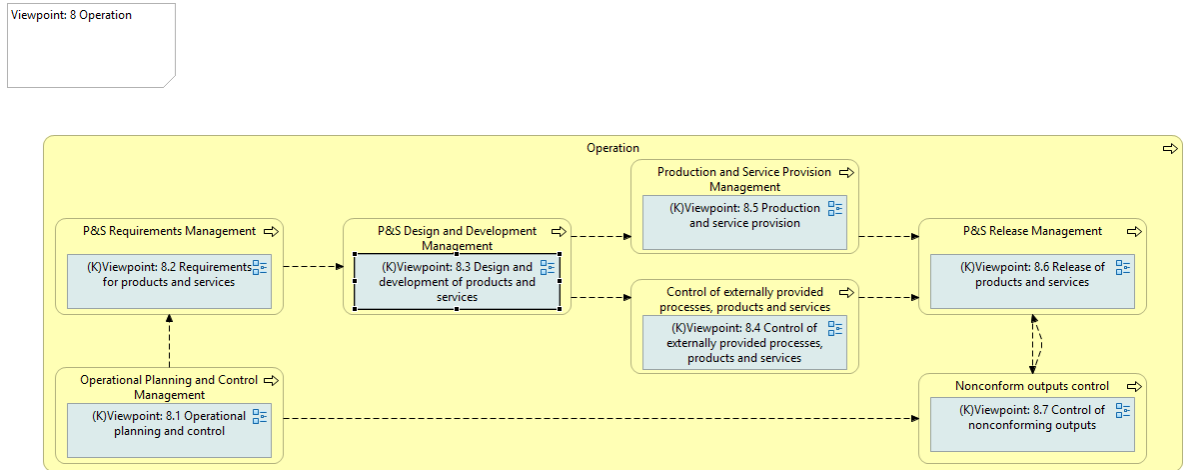 Viewpoint: 8 Operation
Operation
Production and Service Provision
Management
(K)Viewpoint: 8.5 Production
and service provision
P&S Requirements Management
(K)Viewpoint: 8.2 Requirements
for products and services
P&S Design and Development
Management
(K)Viewpoint: 8.3 Design and
development of products and
services
P&S Release Management
(K)Viewpoint: 8.6 Release of
products and services
Control of externally provided
processes, products and services
(K)Viewpoint: 8.4 Control of
externally provided processes,
products and services
Operational Planning and Control
Management
(K)Viewpoint: 8.1 Operational
planning and control
Nonconform outputs control
(K)Viewpoint: 8.7 Control of
nonconforming outputs